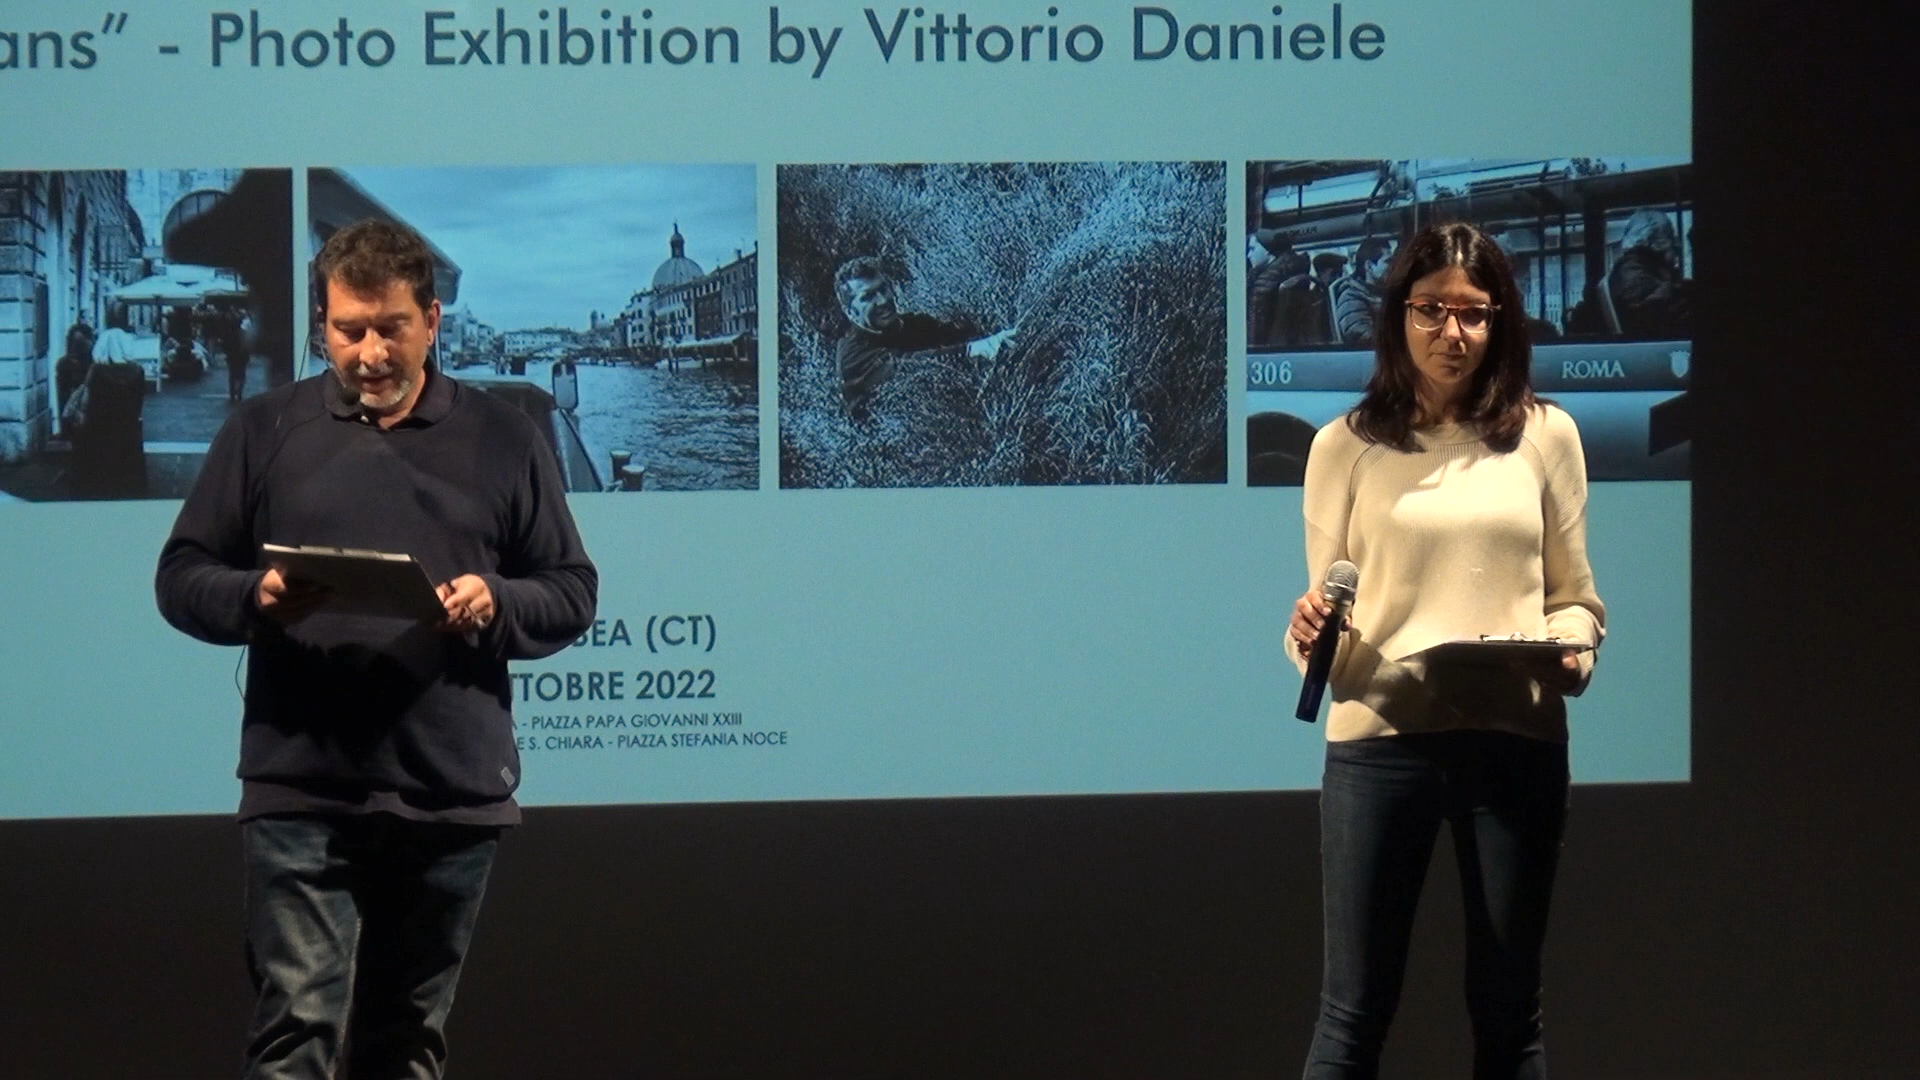 ans” - Photo Exhibition by Vittorio Daniele
306 ROMA
BEA (CT)
TTOBRE 2022
A - PIAZZA PAPA GIOVANNI XXIII
E S. CHIARA - PIAZZA STEFANIA NOCE